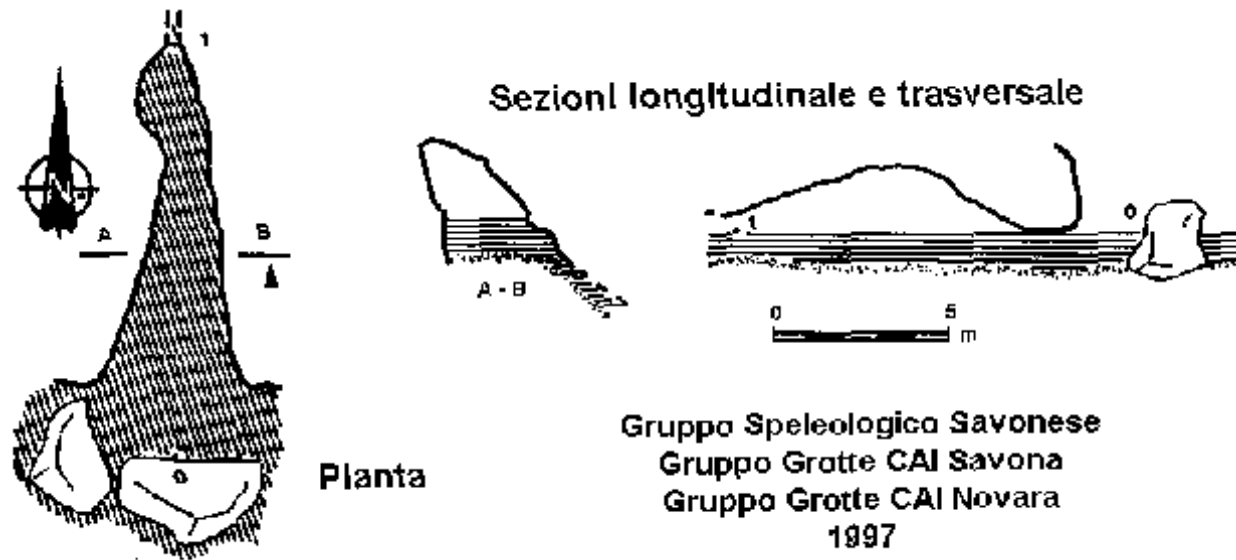 1
Sezioni longitudinale e trasversale
N
A
B
0
1
A - B
0 5
m
0
Pianta
Gruppo Speleologico Savonese
Gruppo Grotte CAI Savona
Gruppo Grotte CAI Novara
1997